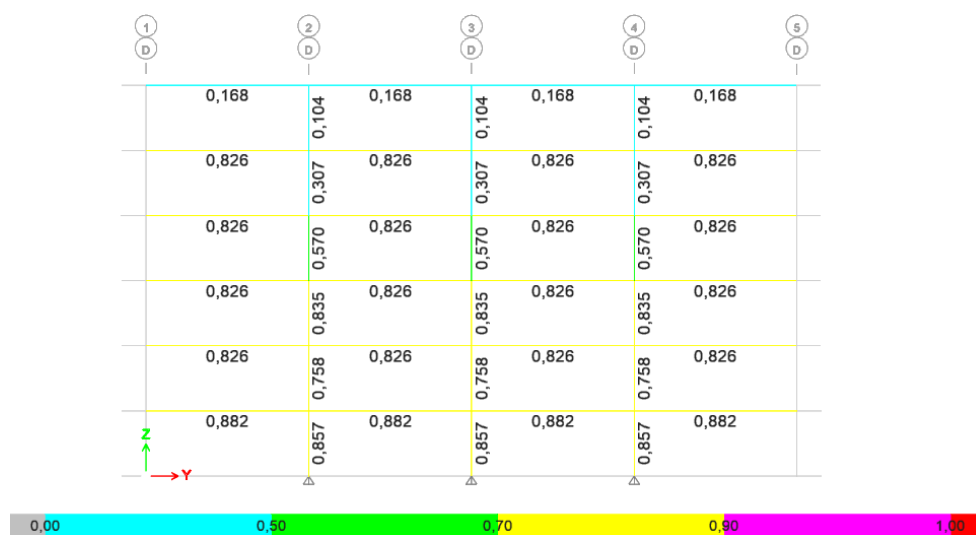 1 2 3 4 5
D D D D D
0,168 0,168 0,168 0,168
0,104 0,104 0,104
0,826 0,826 0,826 0,826
0,307 0,307 0,307
0,826 0,826 0,826 0,826
0,570 0,570 0,570
0,826 0,826 0,826 0,826
0,835 0,835 0,835
0,826 0,826 0,826 0,826
0,758 0,758 0,758
0,882 0,882 0,882 0,882
0,857 0,857 0,857
Z
Y
0,00 0,50 0,70 0,90 1,00